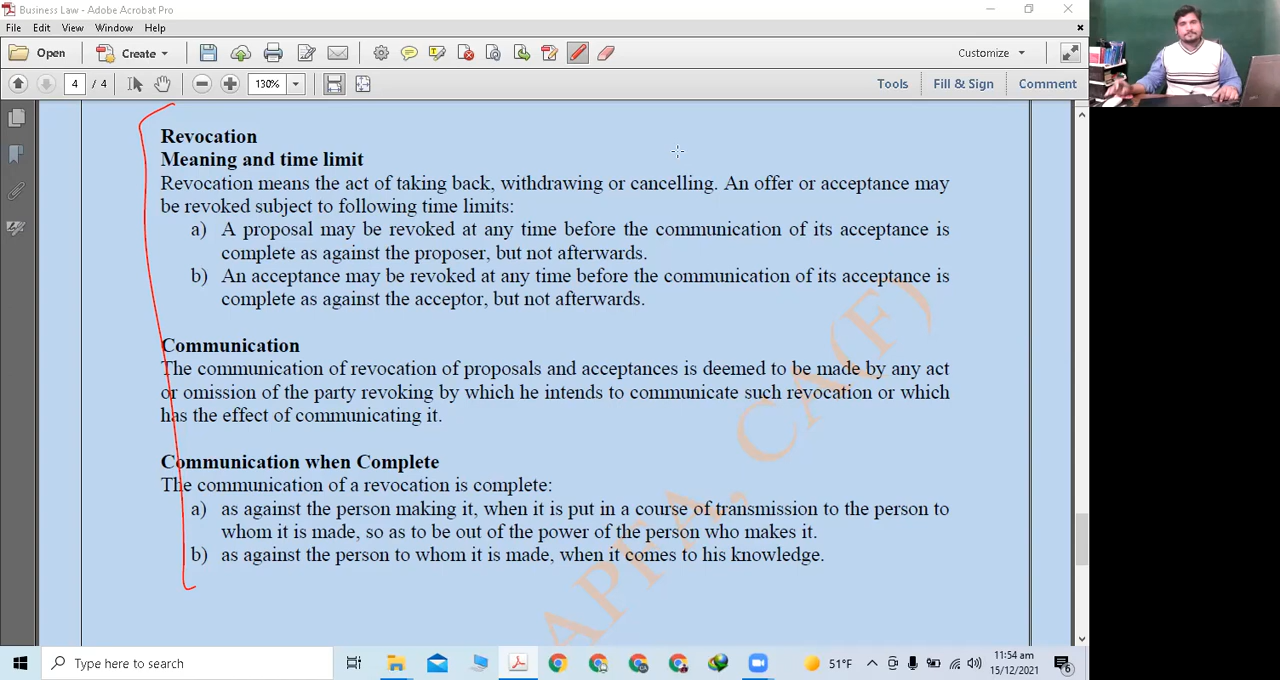 Business Law - Adobe Acrobat Pro
File Edit View Window Help
Open Create Customize
4 / 4 130% Tools Fill & Sign Comment
Revocation
Meaning and time limit
Revocation means the act of taking back, withdrawing or cancelling. An offer or acceptance may
be revoked subject to following time limits:
a) A proposal may be revoked at any time before the communication of its acceptance is
complete as against the proposer, but not afterwards.
b) An acceptance may be revoked at any time before the communication of its acceptance is
complete as against the acceptor, but not afterwards.
Communication
The communication of revocation of proposals and acceptances is deemed to be made by any act
or omission of the party revoking by which he intends to communicate such revocation or which
has the effect of communicating it.
Communication when Complete
The communication of a revocation is complete:
a) as against the person making it, when it is put in a course of transmission to the person to
whom it is made, so as to be out of the power of the person who makes it.
b) as against the person to whom it is made, when it comes to his knowledge.
APFA, CA(F)
Type here to search
51°F
11:54 am
15/12/2021
6